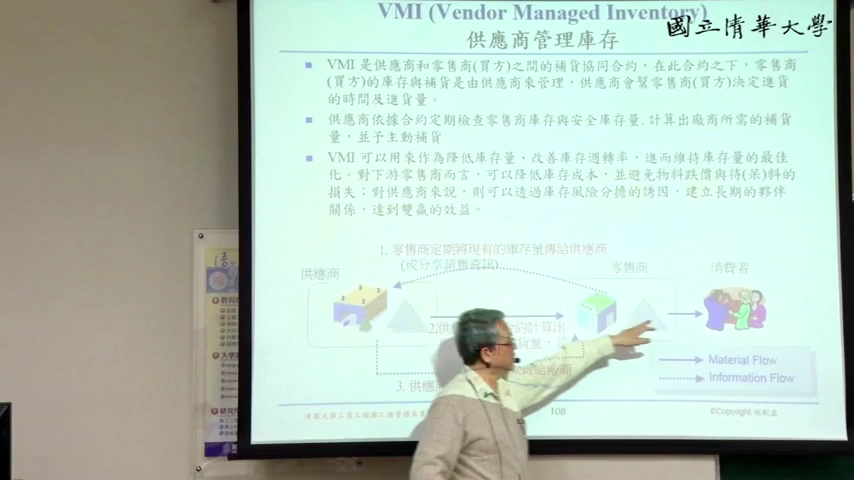 VMI (Vendor Managed Inventory)
國立清華大學
供應商管理庫存
VMI 是供應商和零售商(買方)之間的補貨協同合約，在此合約之下，零售商
(買方)的庫存與補貨是由供應商來管理，供應商會幫零售商(買方)決定進貨
的時間及進貨量。
供應商依據合約定期檢查零售商庫存與安全庫存量,計算出廠商所需的補貨
量，並予主動補貨
VMI 可以用來作為降低庫存量、改善庫存週轉率，進而維持庫存量的最佳
化。對下游零售商而言，可以降低庫存成本，並避免物料跌價與待(呆)料的
損失；對供應商來說，則可以透過庫存風險分擔的誘因，建立長期的夥伴
關係，達到雙贏的效益。
1. 零售商定期將現有的庫存量傳給供應商
(或分享銷售資訊)
供應商
零售商
消費者
2.供
約計算出
貨量，
3. 供應
Material Flow
Information Flow
108
©Copyright